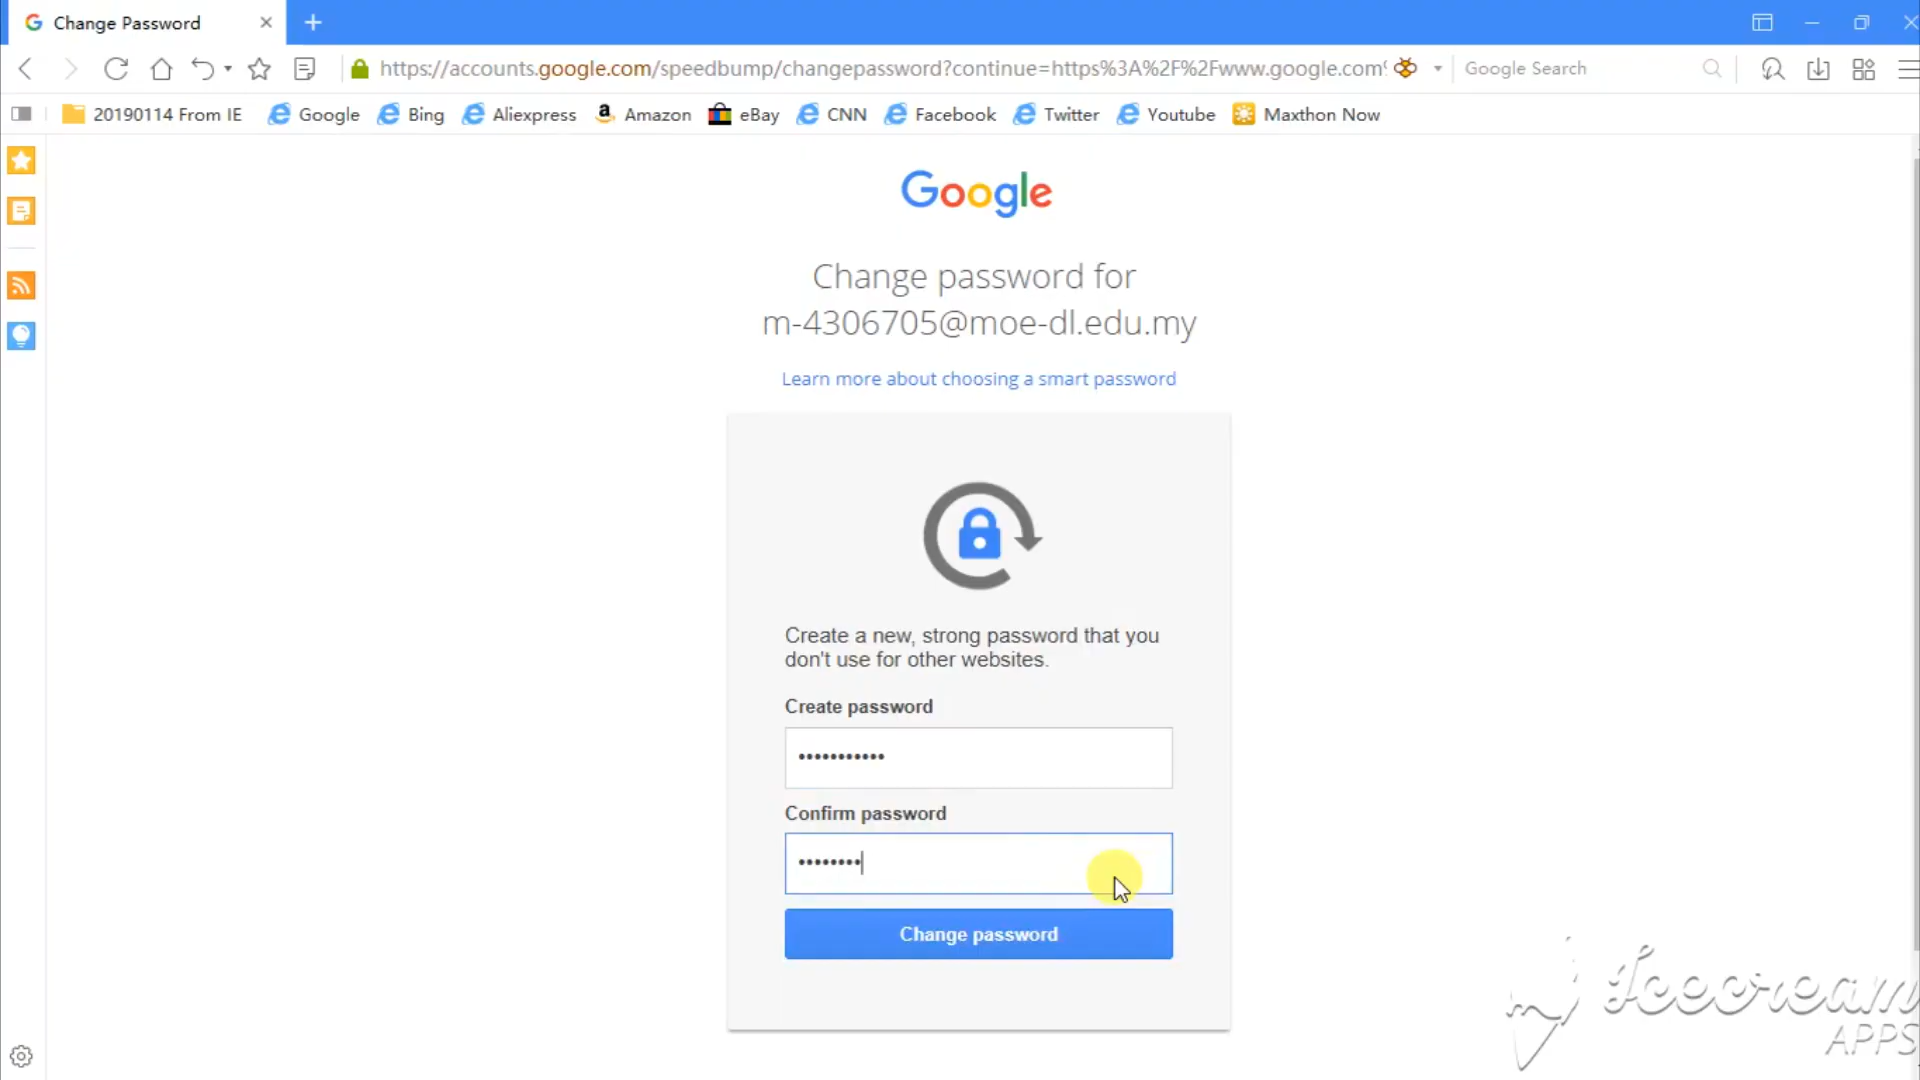 Change Password
https://accounts.google.com/speedbump/changepassword?continue=https%3A%2F%2Fwww.google.com
Google Search
20190114 From IE Google Bing Aliexpress Amazon eBay CNN Facebook Twitter Youtube Maxthon Now
Google
Change password for
m-4306705@moe-dl.edu.my
Learn more about choosing a smart password
Create a new, strong password that you
don't use for other websites.
Create password
•••••••••••
Confirm password
••••••••
Change password
Icecream
APPS